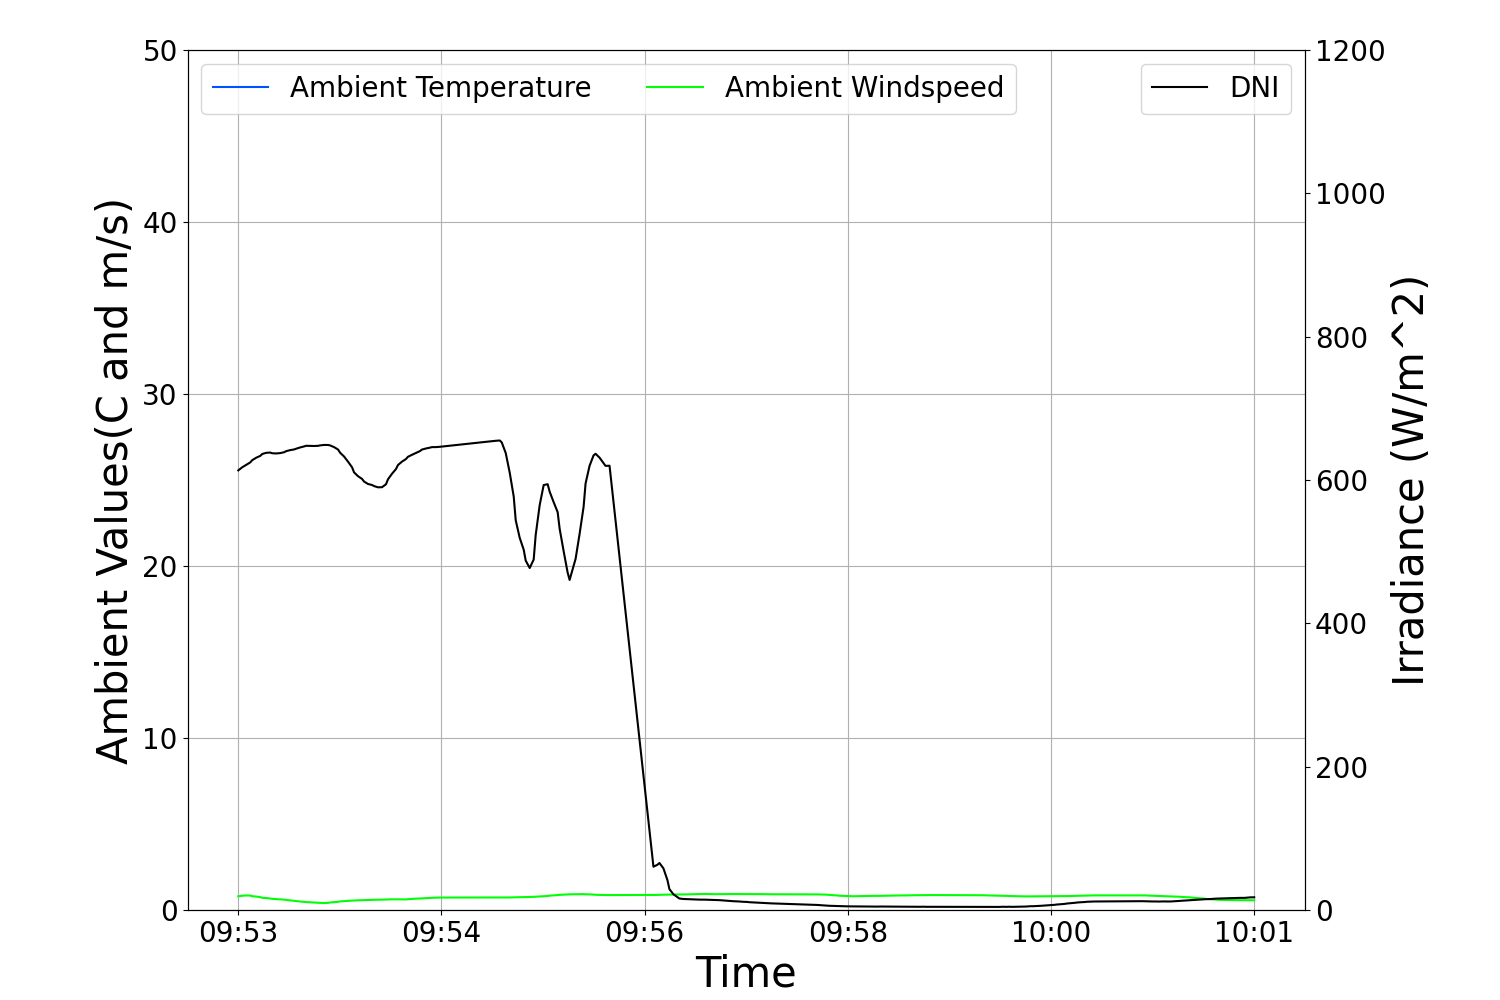 Ambient Temperature Ambient Windspeed DNI
Ambient Values(C and m/s)
50
40
30
20
10
0
1200
1000
800
600
400
200
0
Irradiance (W/m^2)
09:53 09:54 09:56 09:58 10:00 10:01
Time